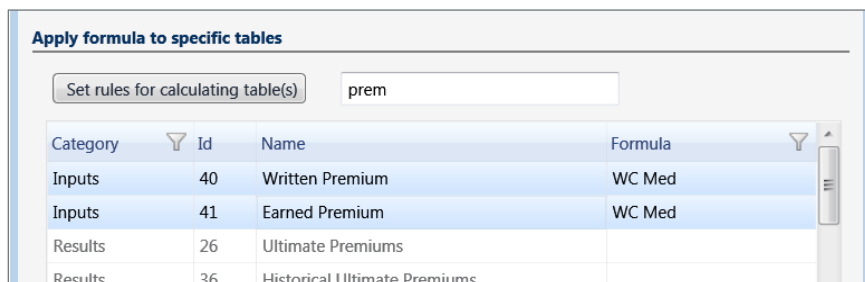 Apply formula to specific tables
Set rules for calculating table(s) prem
Category Id Name Formula
Inputs 40 Written Premium WC Med
Inputs 41 Earned Premium WC Med
Results 26 Ultimate Premiums
Results 36 Historical Ultimate Premiums